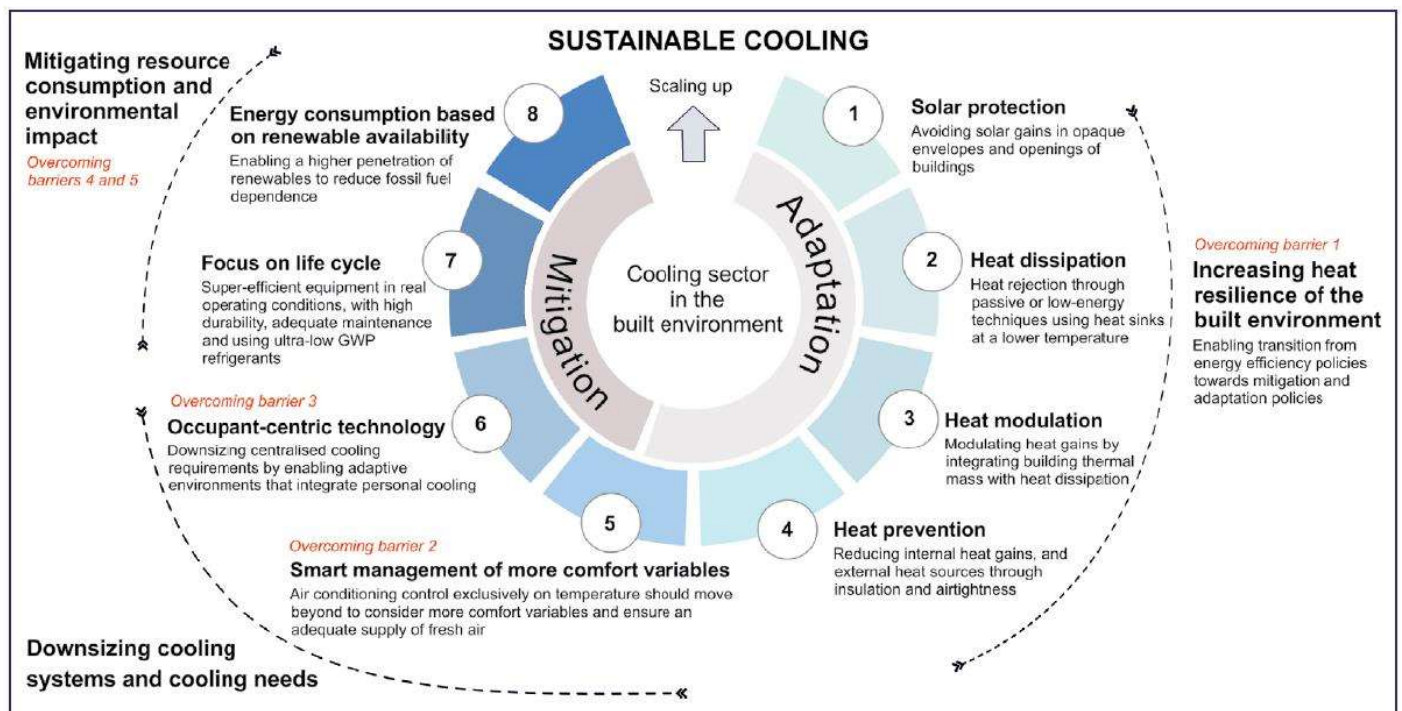 SUSTAINABLE COOLING
Scaling up
Mitigating resource
consumption and
environmental
impact
Overcoming
barriers 4 and 5
8
Energy consumption based
on renewable availability
Enabling a higher penetration of
renewables to reduce fossil fuel
dependence
7
Focus on life cycle
Super-efficient equipment in real
operating conditions, with high
durability, adequate maintenance
and using ultra-low GWP
refrigerants
Overcoming barrier 3
6
Occupant-centric technology
Downsizing centralised cooling
requirements by enabling adaptive
environments that integrate personal cooling
Overcoming barrier 2
5
Smart management of more comfort variables
Air conditioning control exclusively on temperature should move
beyond to consider more comfort variables and ensure an
adequate supply of fresh air
Downsizing cooling
systems and cooling needs
Mitigation
Adaptation
Cooling sector
in the
built environment
1
Solar protection
Avoiding solar gains in opaque
envelopes and openings of
buildings
2
Heat dissipation
Heat rejection through
passive or low-energy
techniques using heat sinks
at a lower temperature
3
Heat modulation
Modulating heat gains by
integrating building thermal
mass with heat dissipation
4
Heat prevention
Reducing internal heat gains, and
external heat sources through
insulation and airtightness
Overcoming barrier 1
Increasing heat
resilience of the
built environment
Enabling transition from
energy efficiency policies
towards mitigation and
adaptation policies